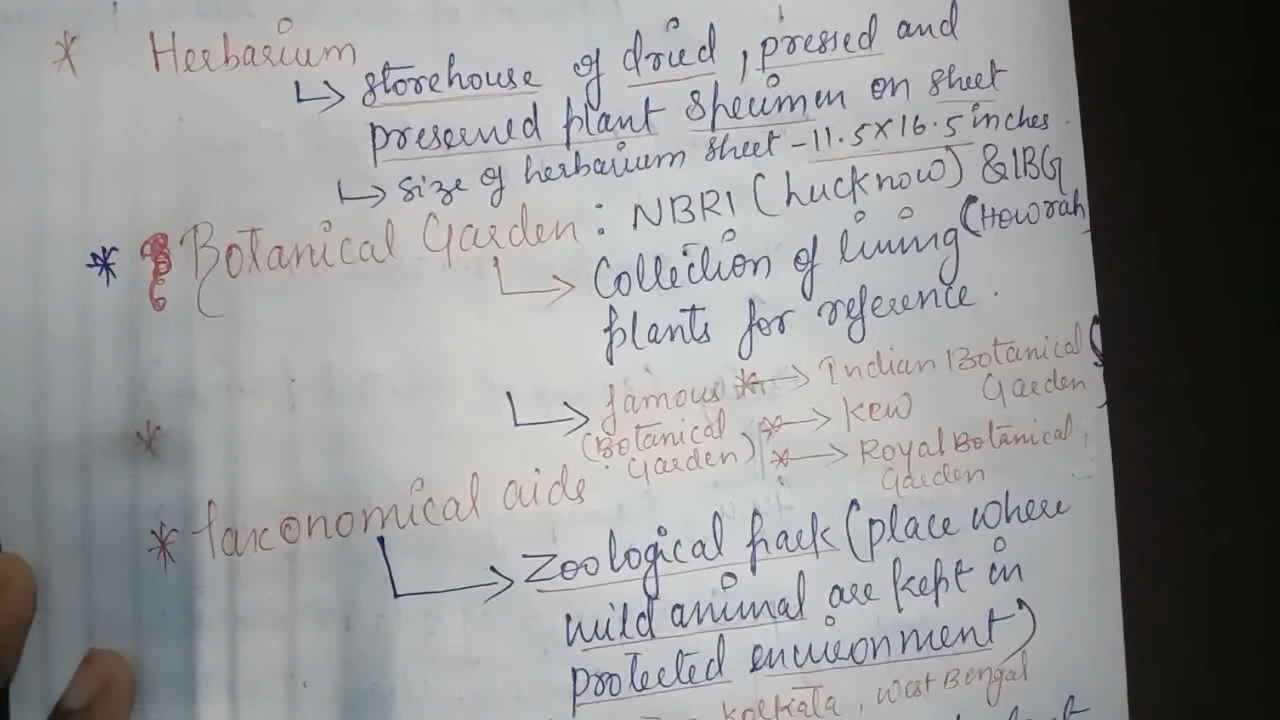 * Herbarium
↳ storehouse of dried, pressed and
preserved plant specimen on sheet
↳ size of herbarium sheet - 11.5 x 16.5 inches.
* Botanical Garden: NBRI (Lucknow) & IBG
(Howrah)
↳ Collection of living
plants for reference.
↳ famous * → Indian Botanical
Garden
(Botanical * → Kew
Garden) * → Royal Botanical
Garden
*
* Taxonomical aids
↳ Zoological park (place where
wild animal are kept in
protected environment)
Kolkata, West Bengal